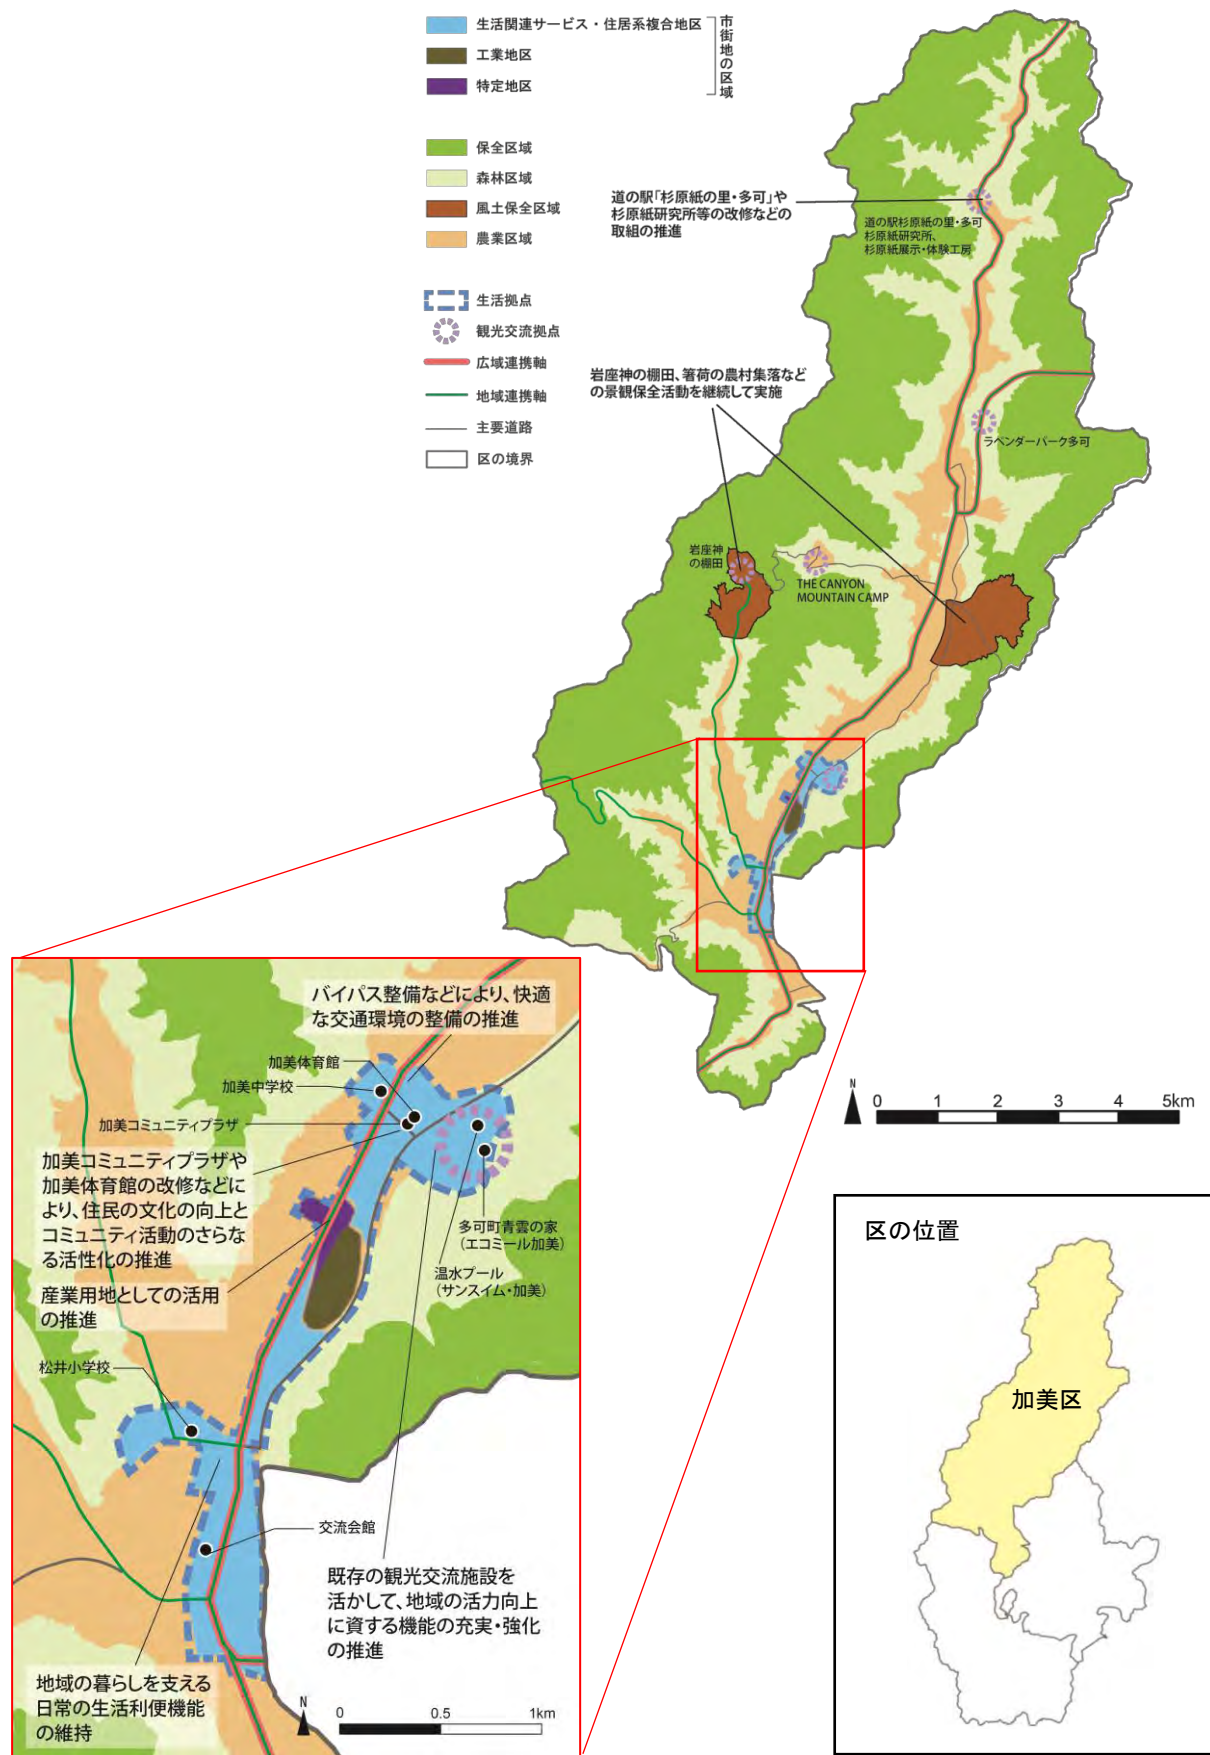 生活関連サービス・住居系複合地区
工業地区
特定地区
市街地の区域
保全区域
森林区域
風土保全区域
農業区域
生活拠点
観光交流拠点
広域連携軸
地域連携軸
主要道路
区の境界
道の駅「杉原紙の里・多可」や
杉原紙研究所等の改修などの
取組の推進
道の駅杉原紙の里・多可
杉原紙研究所、
杉原紙展示・体験工房
岩座神の棚田、箸荷の農村集落など
の景観保全活動を継続して実施
ラベンダーパーク多可
岩座神
の棚田
THE CANYON
MOUNTAIN CAMP
N
0 1 2 3 4 5km
バイパス整備などにより、快適
な交通環境の整備の推進
加美体育館
加美中学校
加美コミュニティプラザ
加美コミュニティプラザや
加美体育館の改修などに
より、住民の文化の向上と
コミュニティ活動のさらな
る活性化の推進
多可町青雲の家
（エコミール加美）
温水プール
（サンスイム・加美）
産業用地としての活用
の推進
松井小学校
交流会館
既存の観光交流施設を
活かして、地域の活力向上
に資する機能の充実・強化
の推進
地域の暮らしを支える
日常の生活利便機能
の維持
N
0 0.5 1km
区の位置
加美区